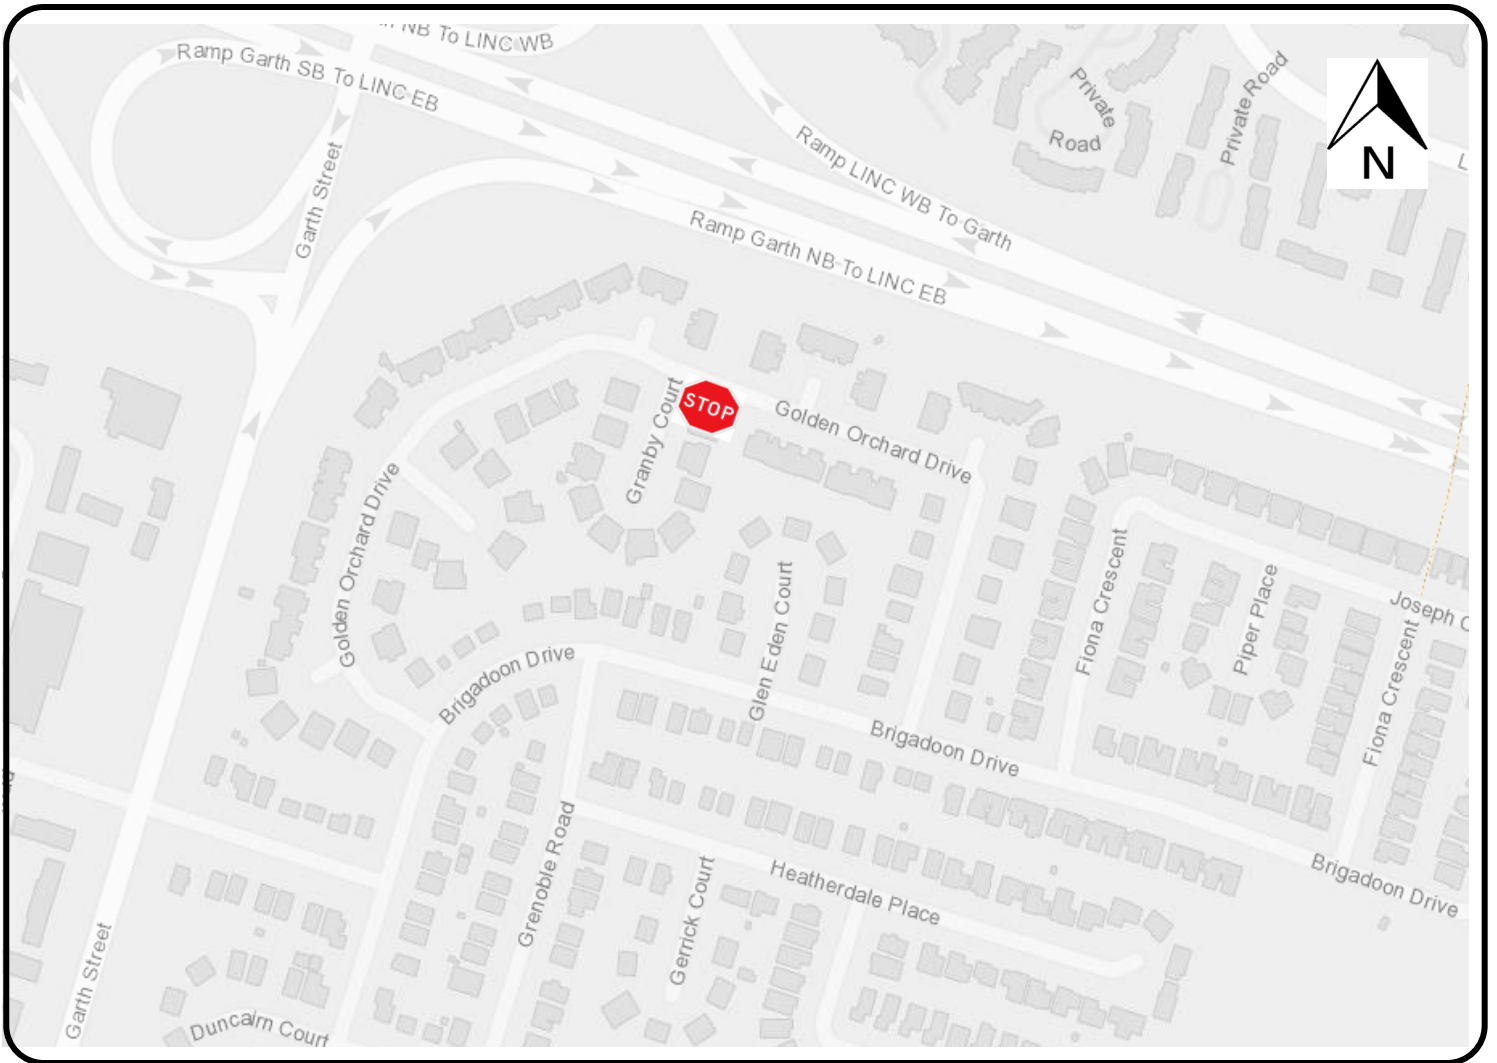 NB To LINC WB
Ramp Garth SB To LINC EB
Private
Road
Private Road
N
Garth Street
Ramp LINC WB To Garth
Ramp Garth NB To LINC EB
Granby Court
STOP
Golden Orchard Drive
Golden Orchard Drive
Glen Eden Court
Fiona Crescent
Piper Place
Joseph C
Fiona Crescent
Brigadoon Drive
Brigadoon Drive
Brigadoon Drive
Grenoble Road
Gerrick Court
Heatherdale Place
Garth Street
Duncairn Court